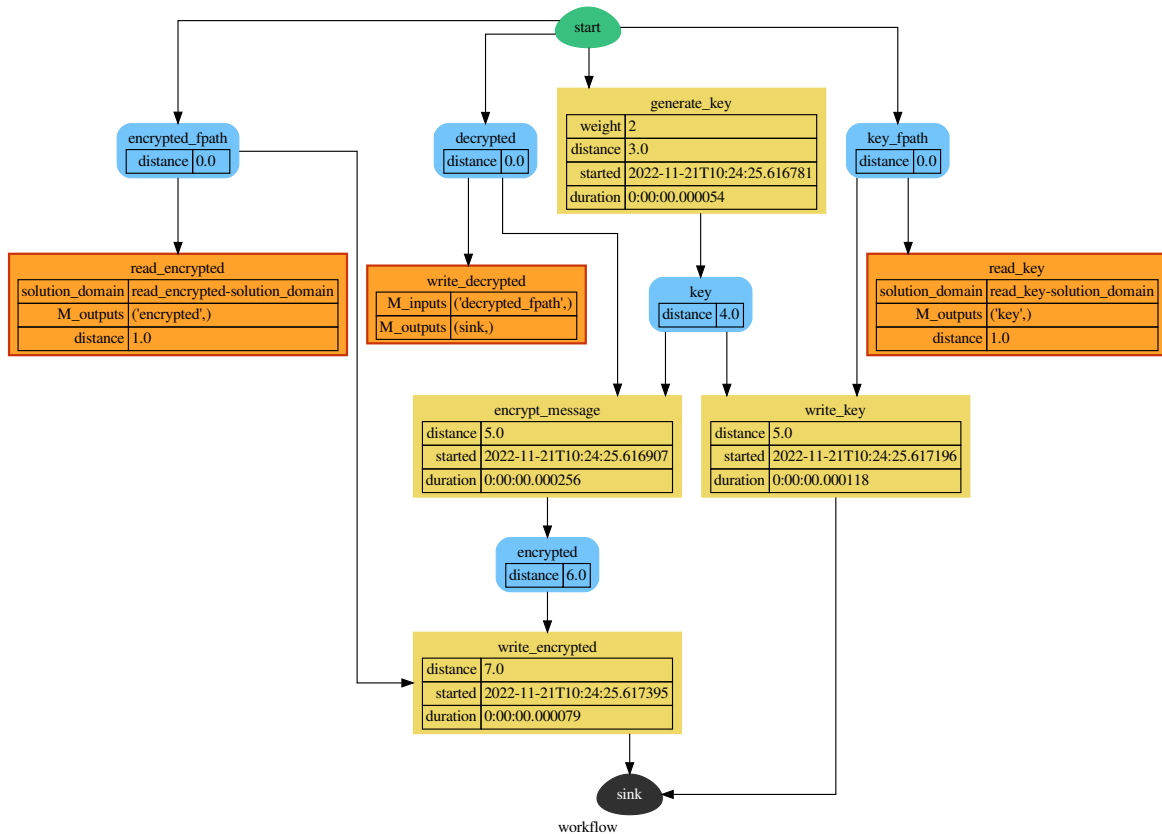 start
generate_key
weight 2
distance 3.0
started 2022-11-21T10:24:25.616781
duration 0:00:00.000054
encrypted_fpath
distance 0.0
decrypted
distance 0.0
key_fpath
distance 0.0
read_encrypted
solution_domain read_encrypted-solution_domain
M_outputs ('encrypted',)
distance 1.0
write_decrypted
M_inputs ('decrypted_fpath',)
M_outputs (sink,)
key
distance 4.0
read_key
solution_domain read_key-solution_domain
M_outputs ('key',)
distance 1.0
encrypt_message
distance 5.0
started 2022-11-21T10:24:25.616907
duration 0:00:00.000256
write_key
distance 5.0
started 2022-11-21T10:24:25.617196
duration 0:00:00.000118
encrypted
distance 6.0
write_encrypted
distance 7.0
started 2022-11-21T10:24:25.617395
duration 0:00:00.000079
sink
workflow